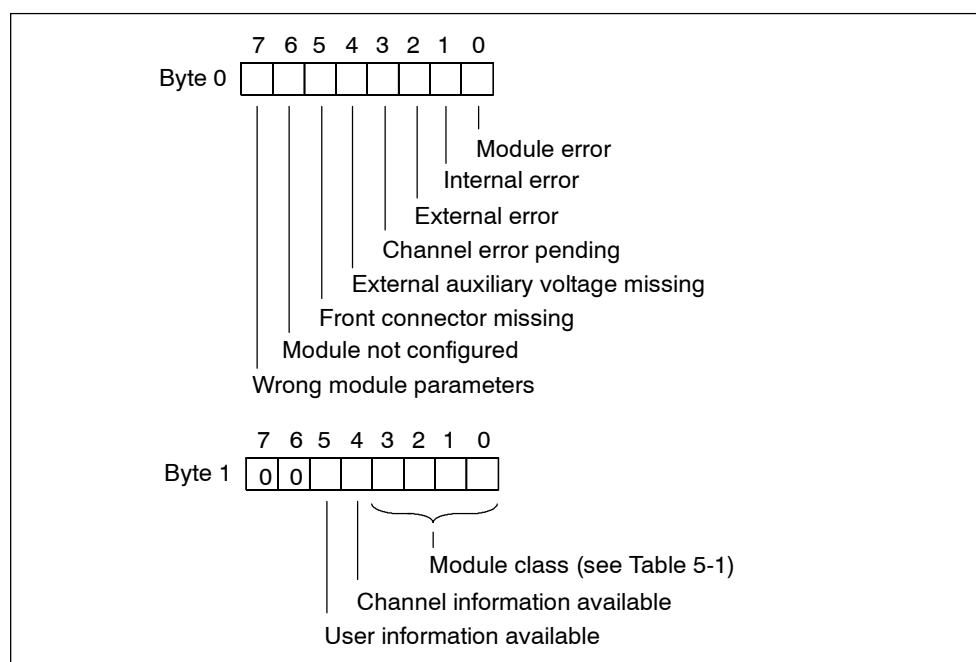 7 6 5 4 3 2 1 0
Byte 0
Module error
Internal error
External error
Channel error pending
External auxiliary voltage missing
Front connector missing
Module not configured
Wrong module parameters
7 6 5 4 3 2 1 0
Byte 1 0 0
Module class (see Table 5-1)
Channel information available
User information available